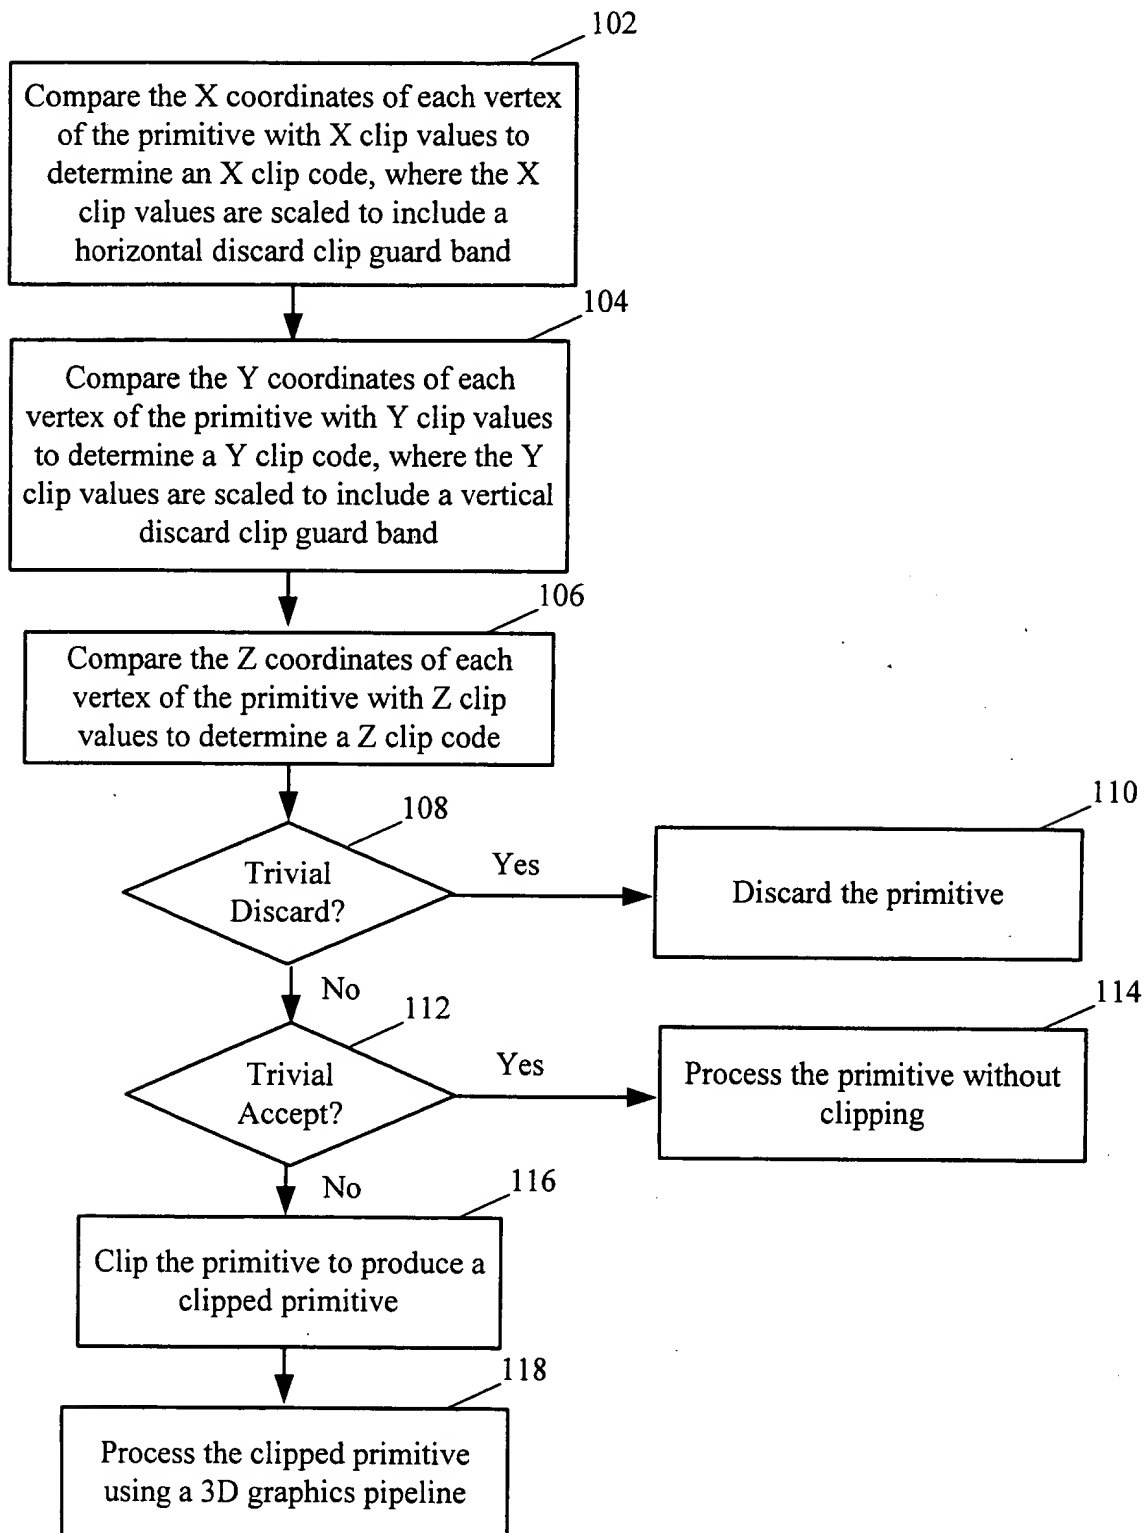 102
Compare the X coordinates of each vertex
of the primitive with X clip values to
determine an X clip code, where the X
clip values are scaled to include a
horizontal discard clip guard band
104
Compare the Y coordinates of each
vertex of the primitive with Y clip values
to determine a Y clip code, where the Y
clip values are scaled to include a vertical
discard clip guard band
106
Compare the Z coordinates of each
vertex of the primitive with Z clip
values to determine a Z clip code
108
Trivial
Discard?
Yes
110
Discard the primitive
No
112
Trivial
Accept?
Yes
114
Process the primitive without
clipping
No
116
Clip the primitive to produce a
clipped primitive
118
Process the clipped primitive
using a 3D graphics pipeline